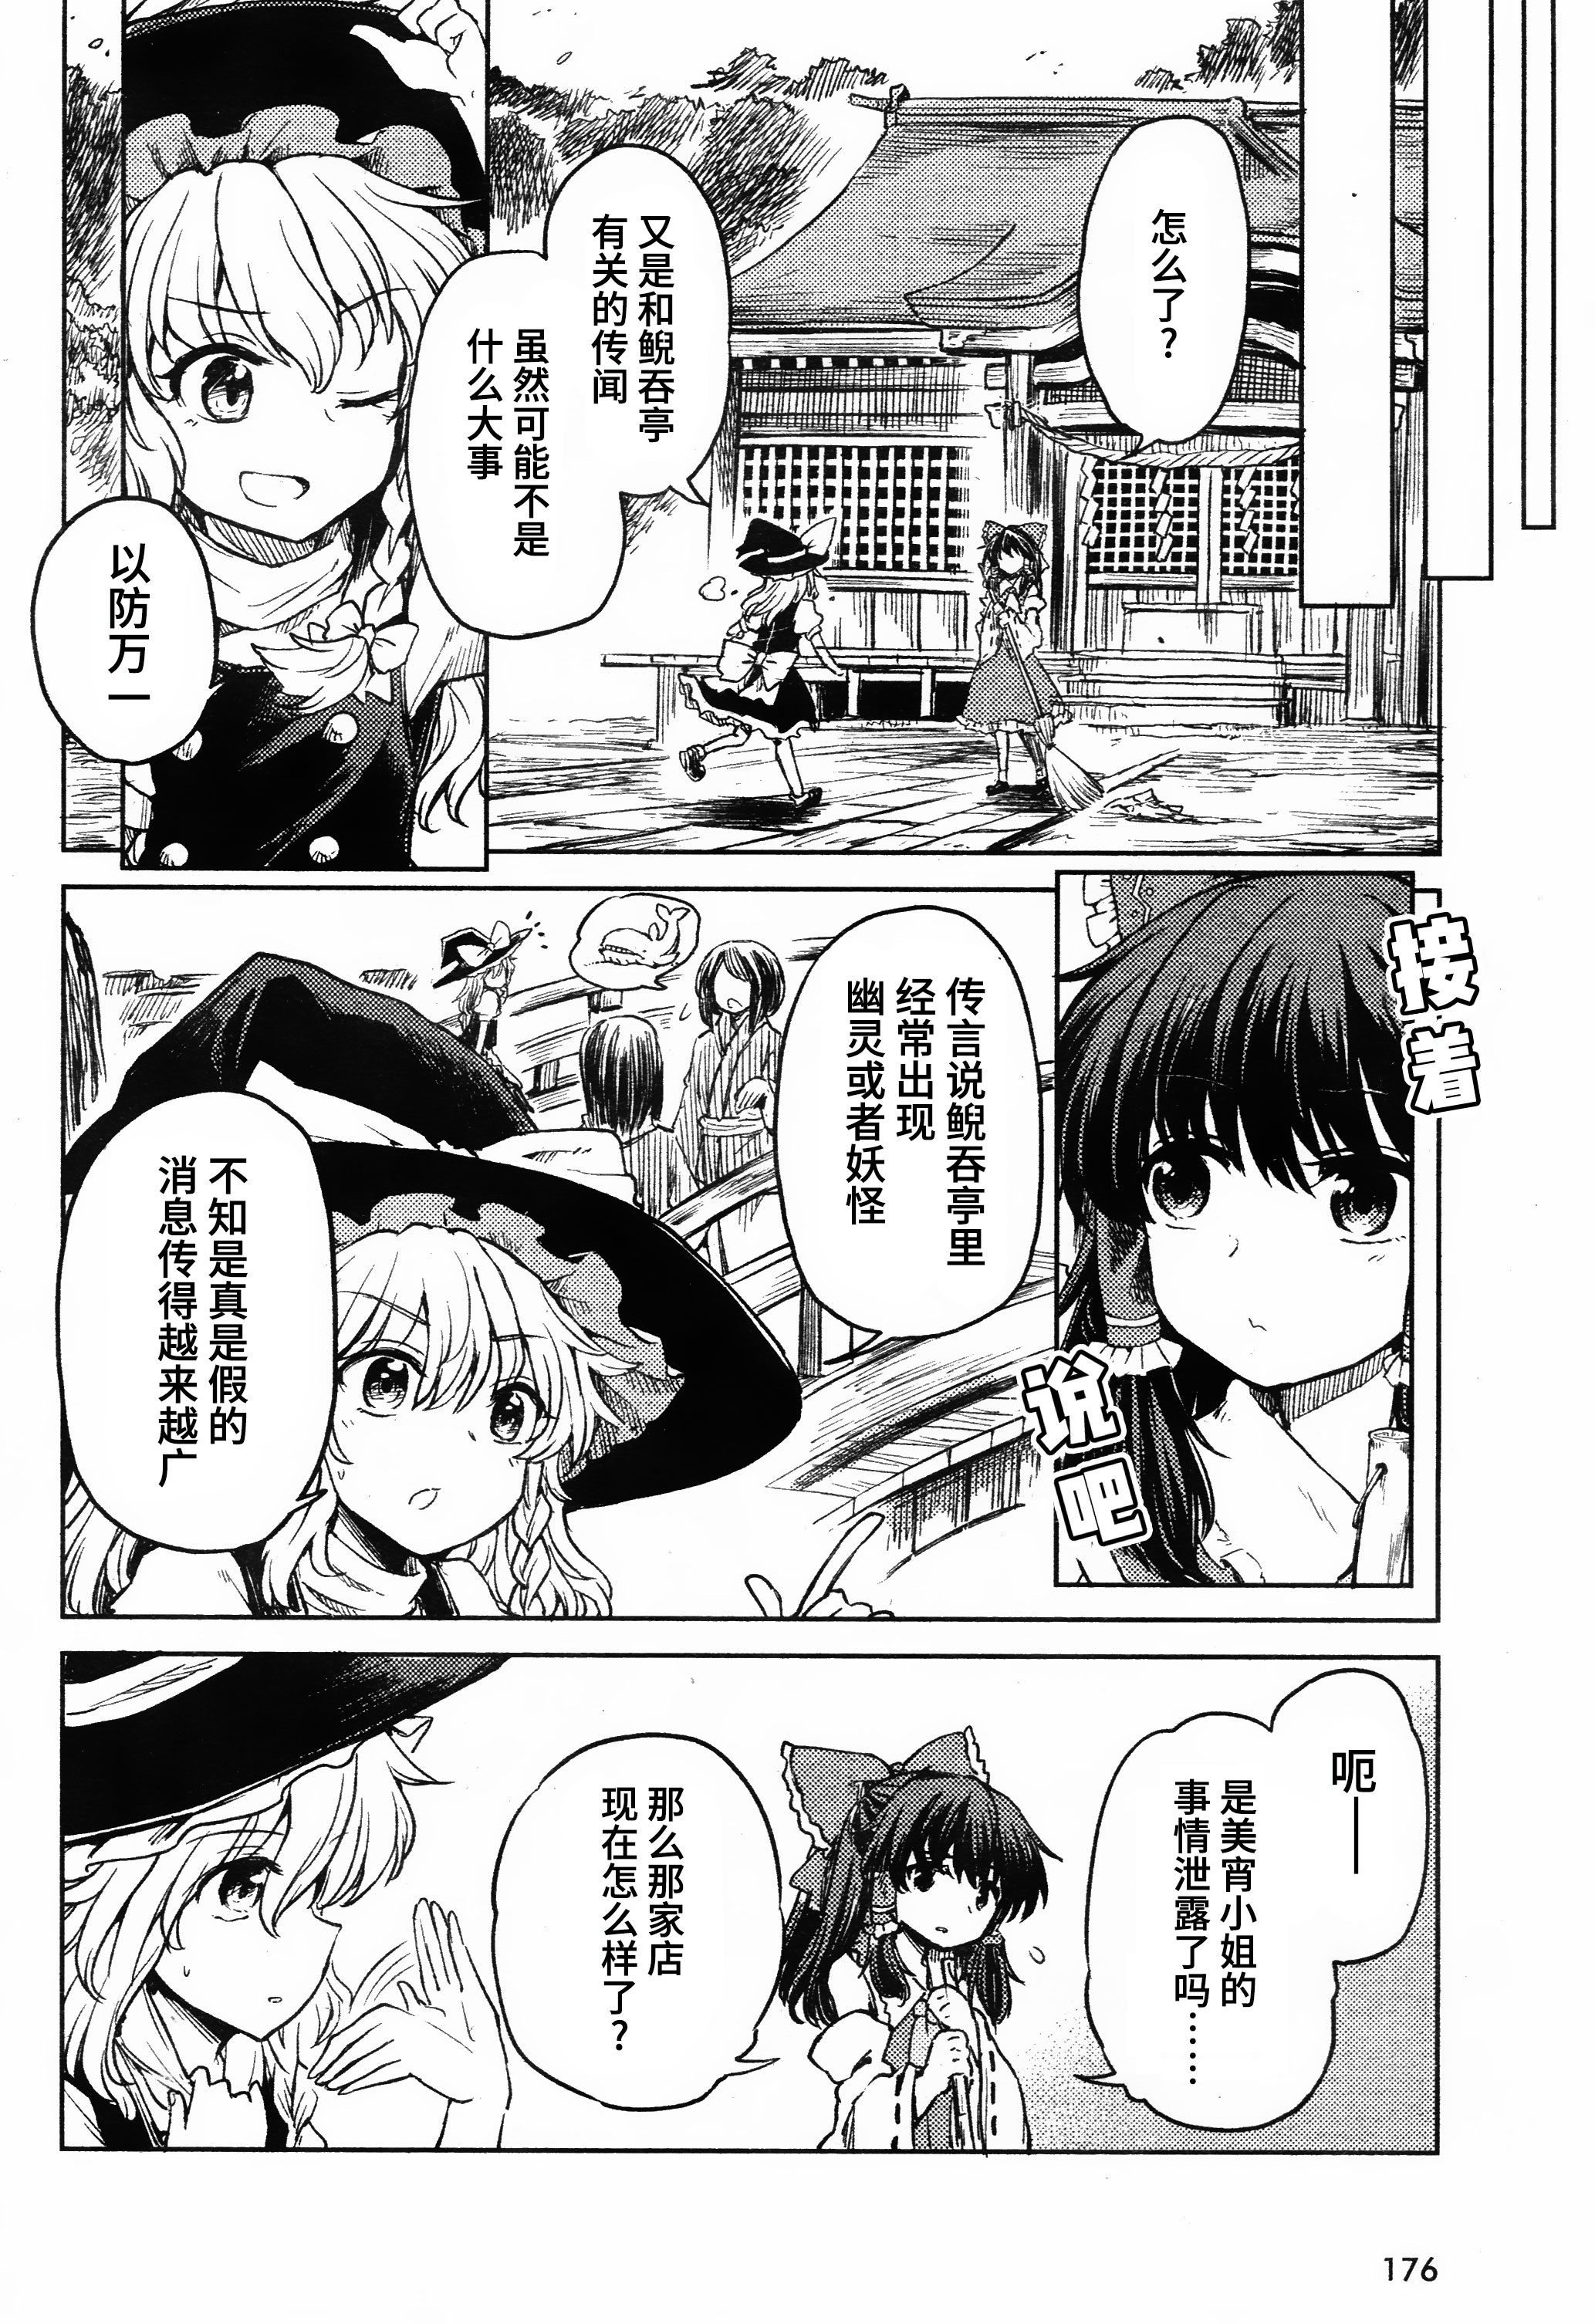 怎么了?
又是和鲵吞亭
有关的传闻
虽然可能不是
什么大事
以防万一
接着
说吧
传言说鲵吞亭里
经常出现
幽灵或者妖怪
不知是真是假的
消息传得越来越广
呃——
是美宵小姐的
事情泄露了吗……
那么那家店
现在怎么样了?
176